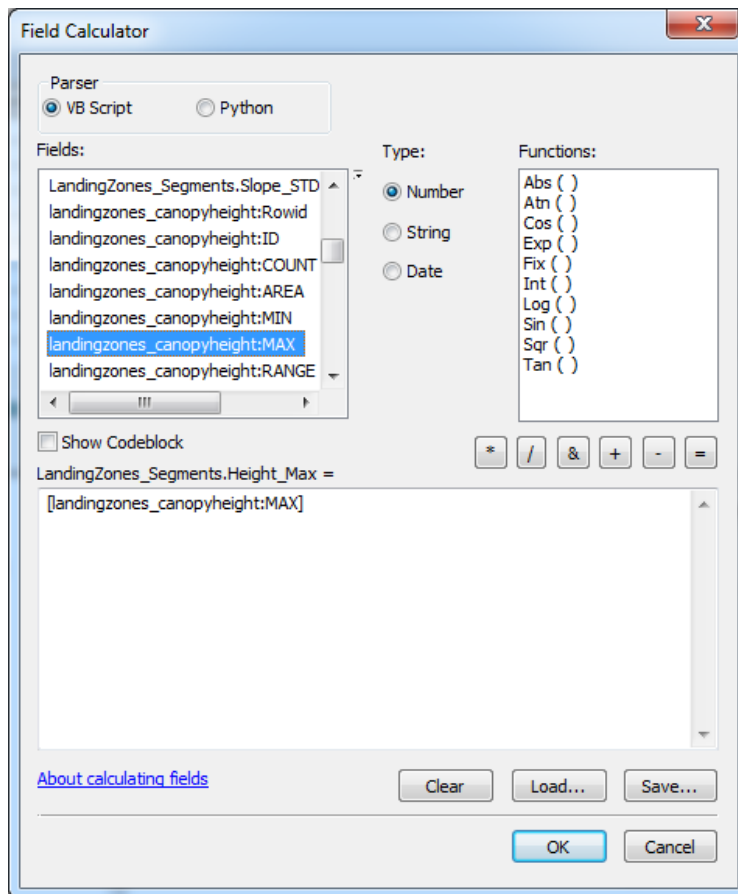 Field Calculator
Parser
VB Script
Python
Fields:
Type:
Functions:
LandingZones_Segments.Slope_STD
landingzones_canopyheight:Rowid
landingzones_canopyheight:ID
landingzones_canopyheight:COUNT
landingzones_canopyheight:AREA
landingzones_canopyheight:MIN
landingzones_canopyheight:MAX
landingzones_canopyheight:RANGE
Number
String
Date
Abs ( )
Atn ( )
Cos ( )
Exp ( )
Fix ( )
Int ( )
Log ( )
Sin ( )
Sqr ( )
Tan ( )
Show Codeblock
* / & + - =
LandingZones_Segments.Height_Max =
[landingzones_canopyheight:MAX]
About calculating fields
Clear
Load...
Save...
OK
Cancel